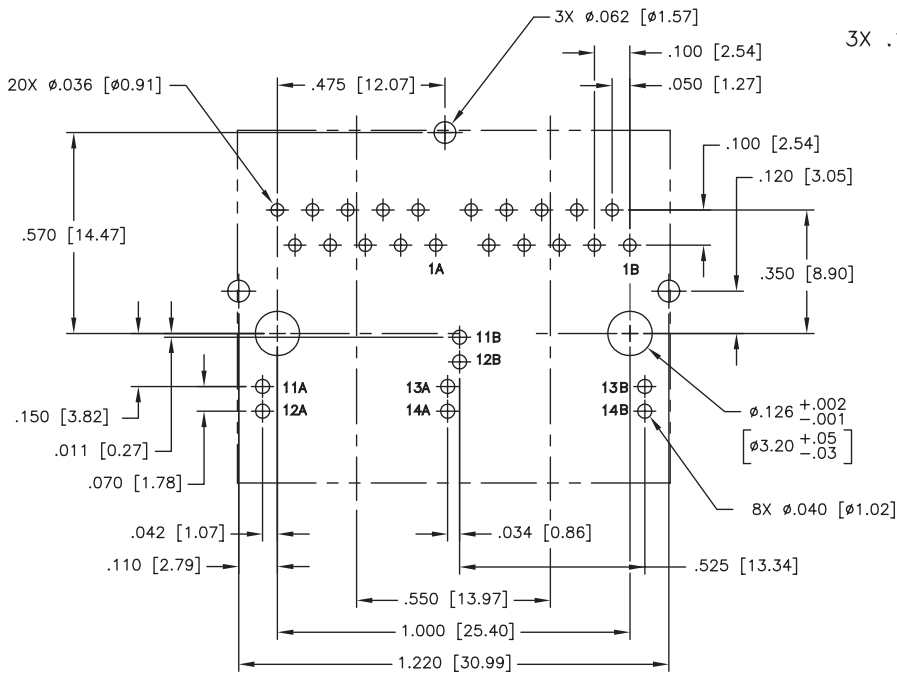 3X ø.062 [ø1.57]
3X .
.100 [2.54]
20X ø.036 [ø0.91]
.475 [12.07]
.050 [1.27]
.100 [2.54]
.120 [3.05]
.570 [14.47]
1A
1B
.350 [8.90]
11B
12B
11A
13A
13B
12A
14A
14B
.150 [3.82]
ø.126 +.002 -.001
.011 [0.27]
[ø3.20 +.05 -.03]
.070 [1.78]
8X ø.040 [ø1.02]
.042 [1.07]
.034 [0.86]
.110 [2.79]
.525 [13.34]
.550 [13.97]
1.000 [25.40]
1.220 [30.99]